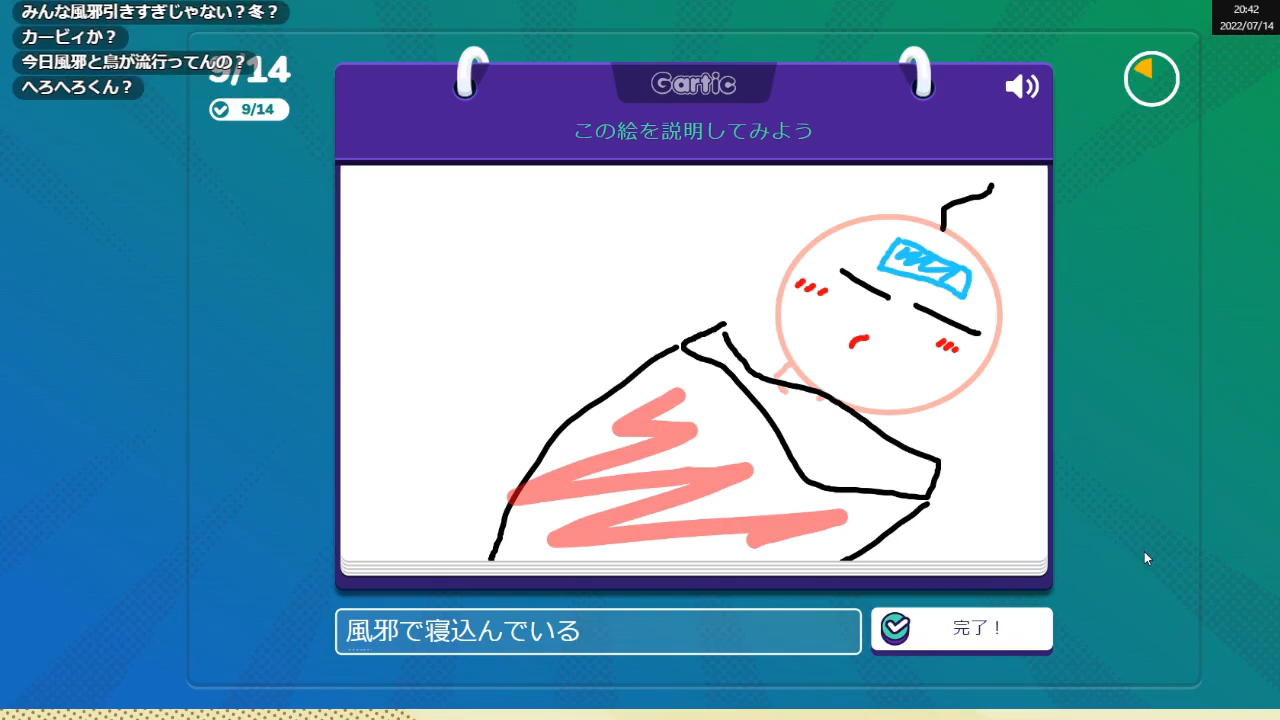 みんな風邪引きすぎじゃない？冬？
カービィか？
今日風邪と鳥が流行ってんの？
へろへろくん？
9/14
9/14
Gartic
この絵を説明してみよう
20:42
2022/07/14
風邪で寝込んでいる
完了！